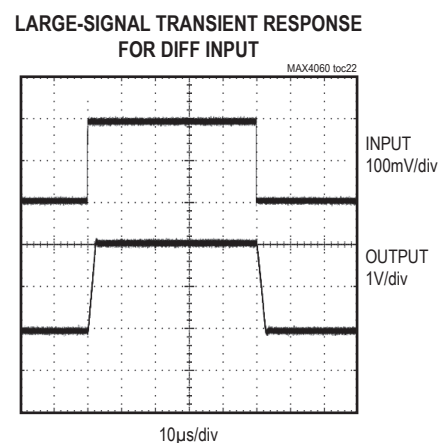 LARGE-SIGNAL TRANSIENT RESPONSE
FOR DIFF INPUT
MAX4060 toc22
INPUT
100mV/div
OUTPUT
1V/div
10µs/div